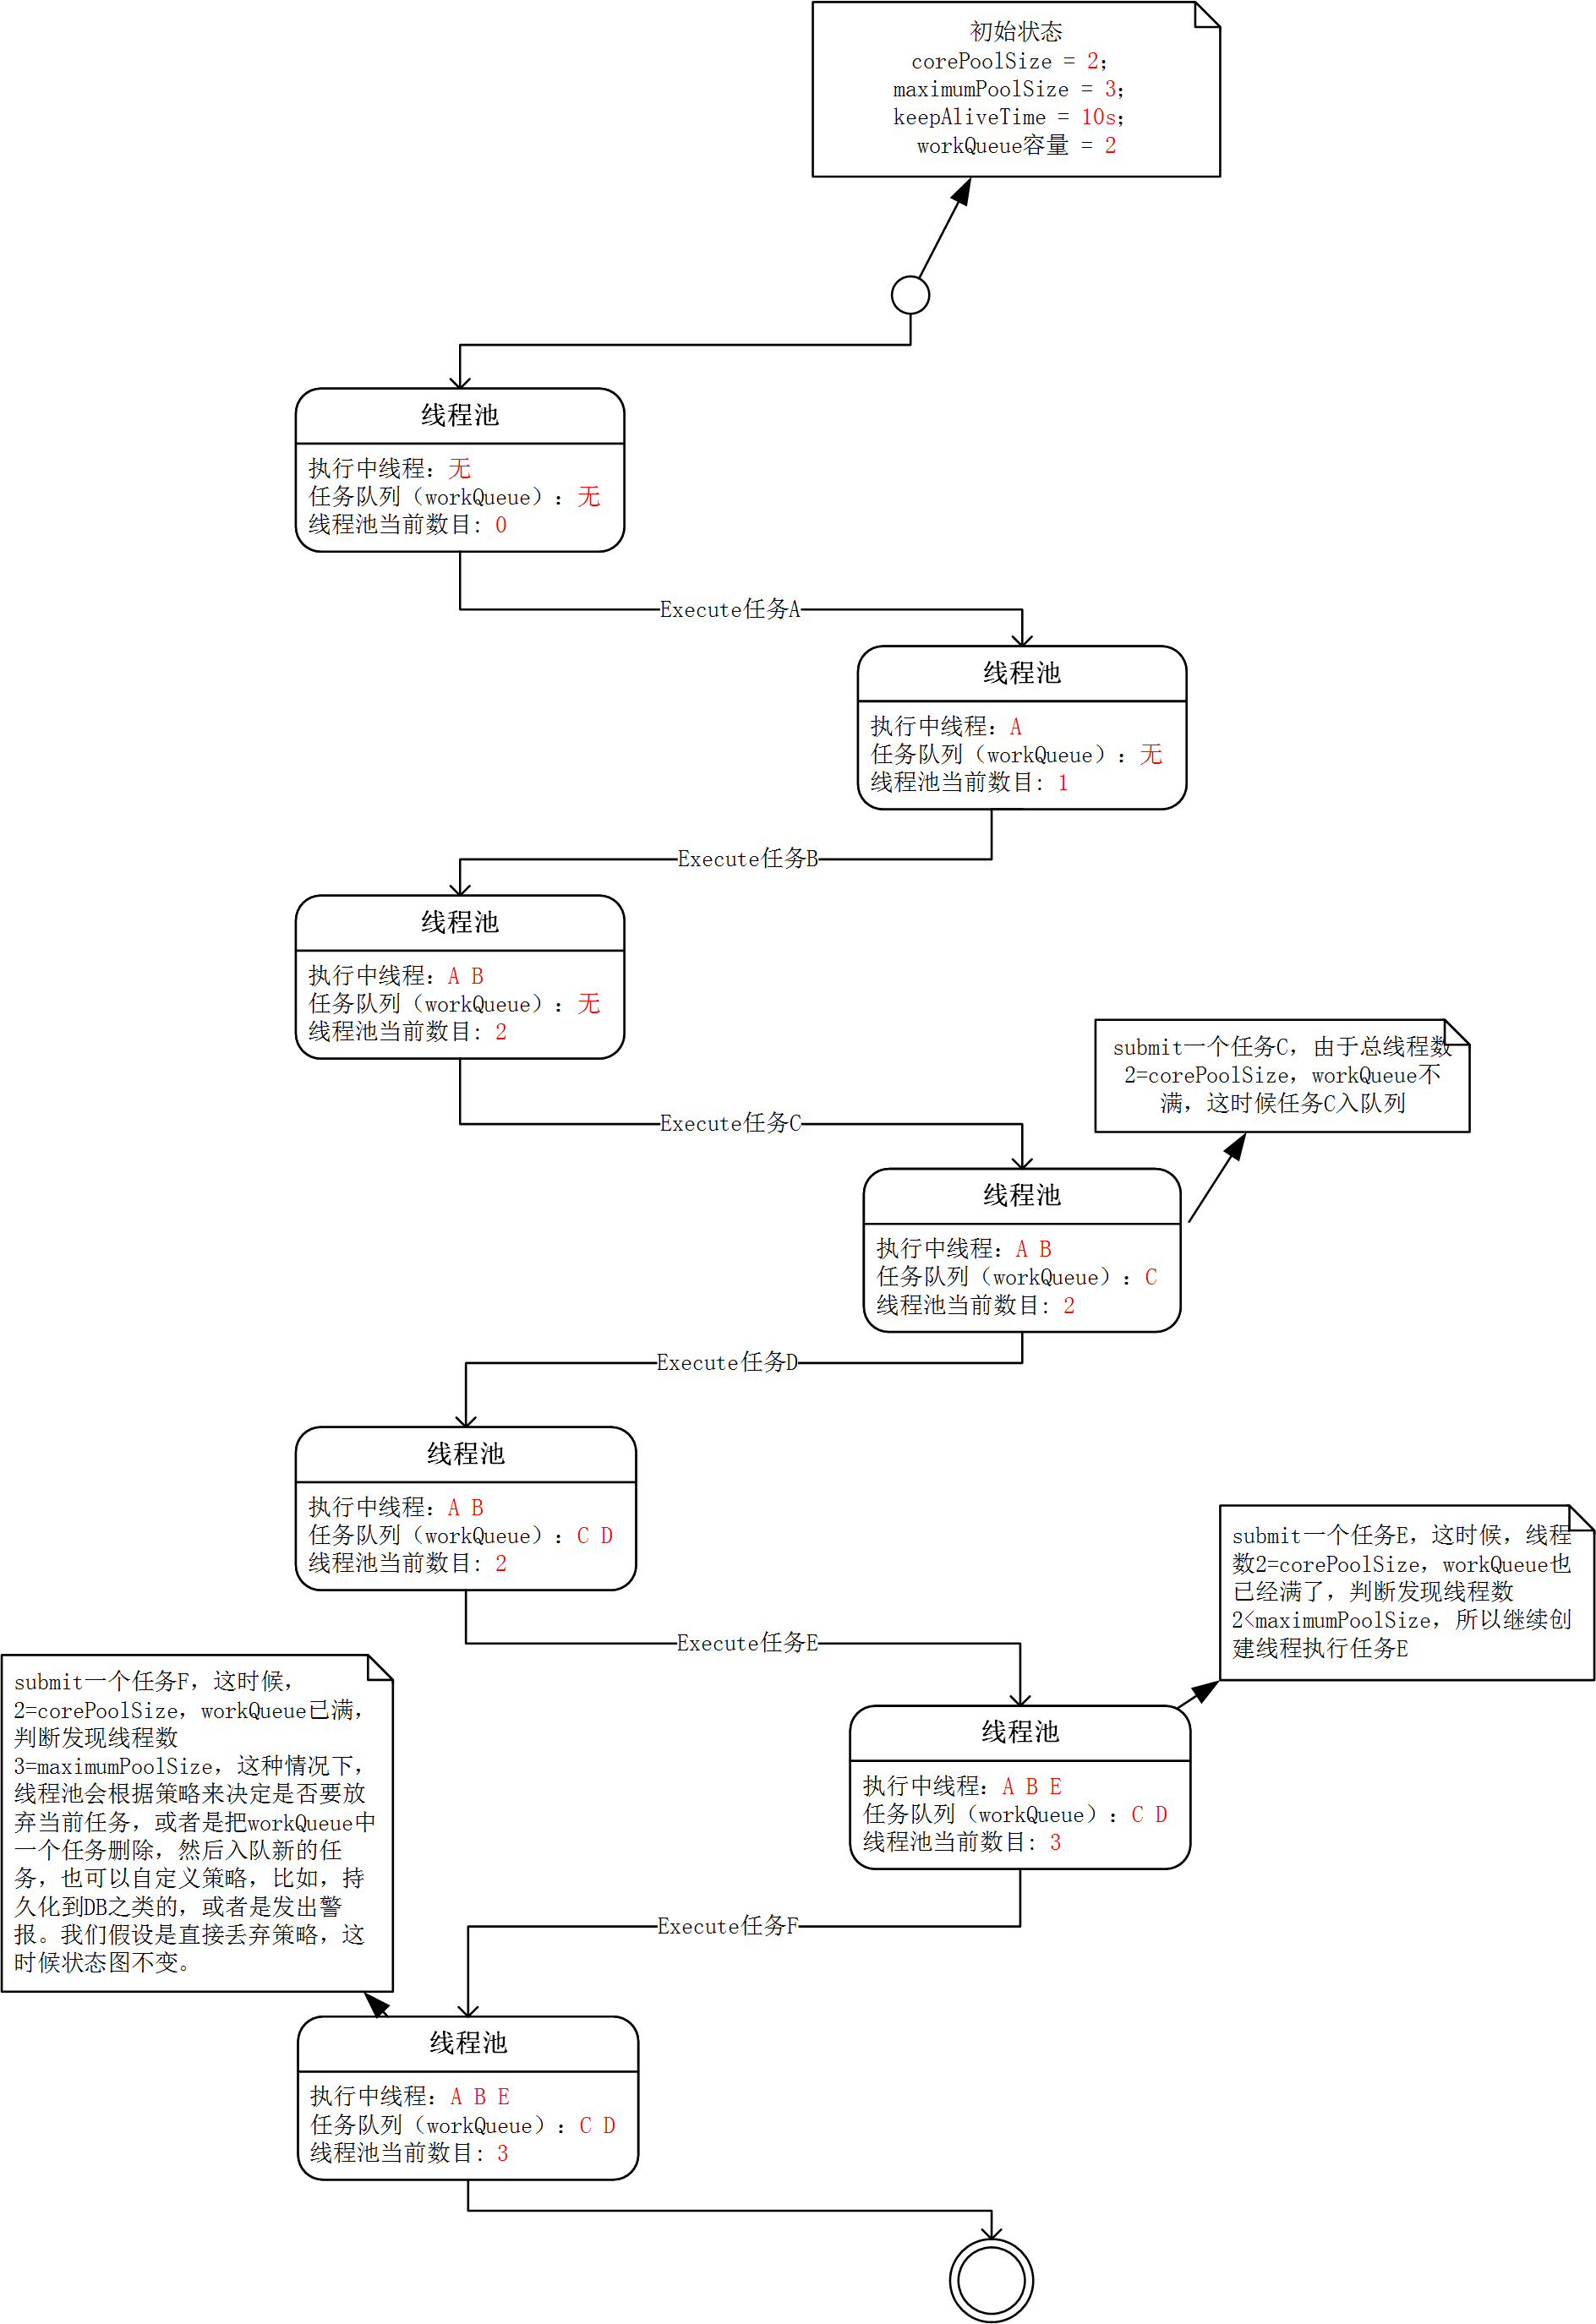 初始状态
corePoolSize = 2;
maximumPoolSize = 3;
keepAliveTime = 10s;
workQueue容量 = 2
线程池
执行中线程：无
任务队列（workQueue）：无
线程池当前数目: 0
Execute任务A
线程池
执行中线程：A
任务队列（workQueue）：无
线程池当前数目: 1
Execute任务B
线程池
执行中线程：A B
任务队列（workQueue）：无
线程池当前数目: 2
submit一个任务C，由于总线程数
2=corePoolSize，workQueue不
满，这时候任务C入队列
Execute任务C
线程池
执行中线程：A B
任务队列（workQueue）：C
线程池当前数目: 2
Execute任务D
线程池
执行中线程：A B
任务队列（workQueue）：C D
线程池当前数目: 2
submit一个任务E，这时候，线程
数2=corePoolSize，workQueue也
已经满了，判断发现线程数
2<maximumPoolSize，所以继续创
建线程执行任务E
Execute任务E
线程池
执行中线程：A B E
任务队列（workQueue）：C D
线程池当前数目: 3
submit一个任务F，这时候，
2=corePoolSize，workQueue已满，
判断发现线程数
3=maximumPoolSize，这种情况下，
线程池会根据策略来决定是否要放
弃当前任务，或者是把workQueue中
一个任务删除，然后入队新的任
务，也可以自定义策略，比如，持
久化到DB之类的，或者是发出警
报。我们假设是直接丢弃策略，这
时候状态图不变。
Execute任务F
线程池
执行中线程：A B E
任务队列（workQueue）：C D
线程池当前数目: 3